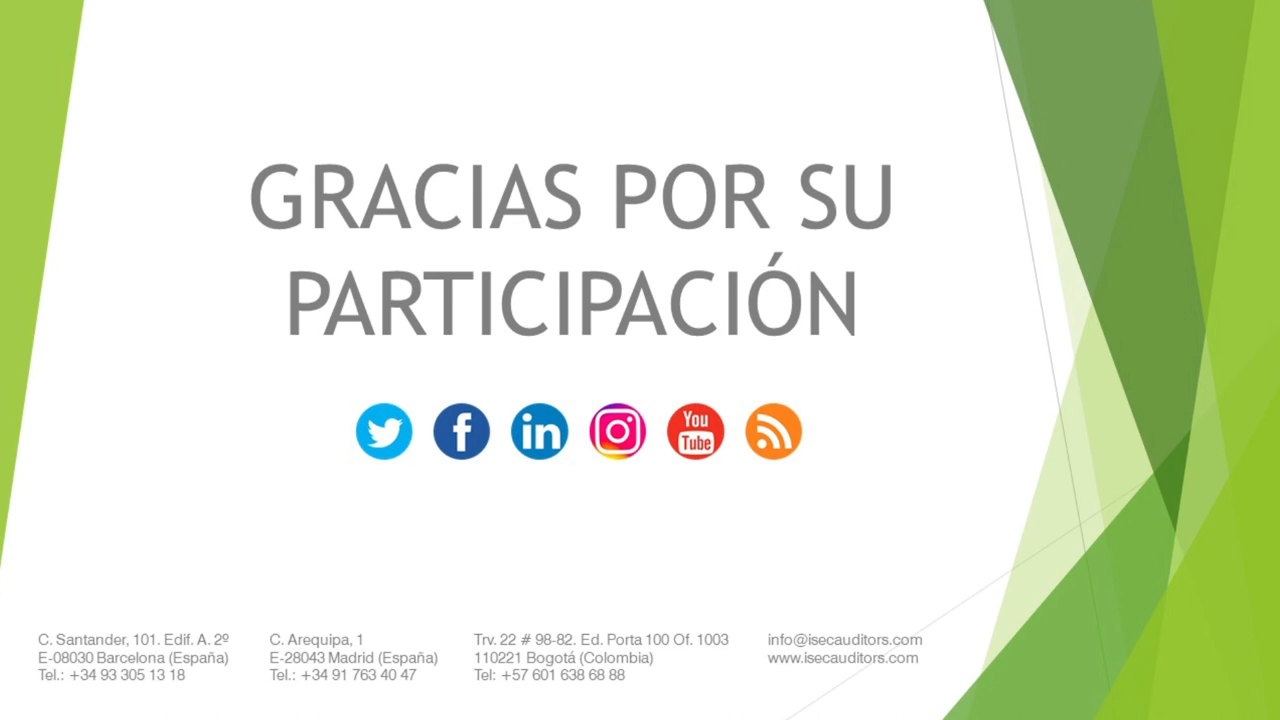 GRACIAS POR SU
PARTICIPACIÓN
You
Tube
C. Santander, 101. Edif. A. 2º
E-08030 Barcelona (España)
Tel.: +34 93 305 13 18
C. Arequipa, 1
E-28043 Madrid (España)
Tel.: +34 91 763 40 47
Trv. 22 # 98-82. Ed. Porta 100 Of. 1003
110221 Bogotá (Colombia)
Tel: +57 601 638 68 88
info@isecauditors.com
www.isecauditors.com